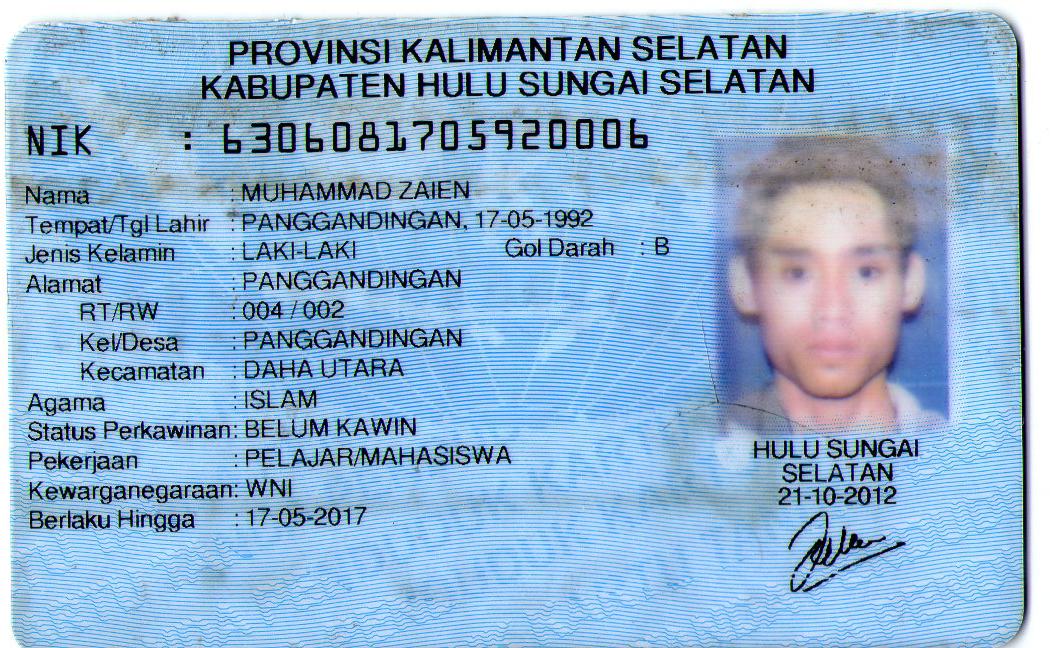 PROVINSI KALIMANTAN SELATAN
KABUPATEN HULU SUNGAI SELATAN
NIK : 6306081705920006
Nama : MUHAMMAD ZAIEN
Tempat/Tgl Lahir : PANGGANDINGAN, 17-05-1992
Jenis Kelamin : LAKI-LAKI Gol Darah : B
Alamat : PANGGANDINGAN
RT/RW : 004 / 002
Kel/Desa : PANGGANDINGAN
Kecamatan : DAHA UTARA
Agama : ISLAM
Status Perkawinan: BELUM KAWIN
Pekerjaan : PELAJAR/MAHASISWA
Kewarganegaraan: WNI
Berlaku Hingga : 17-05-2017
HULU SUNGAI
SELATAN
21-10-2012